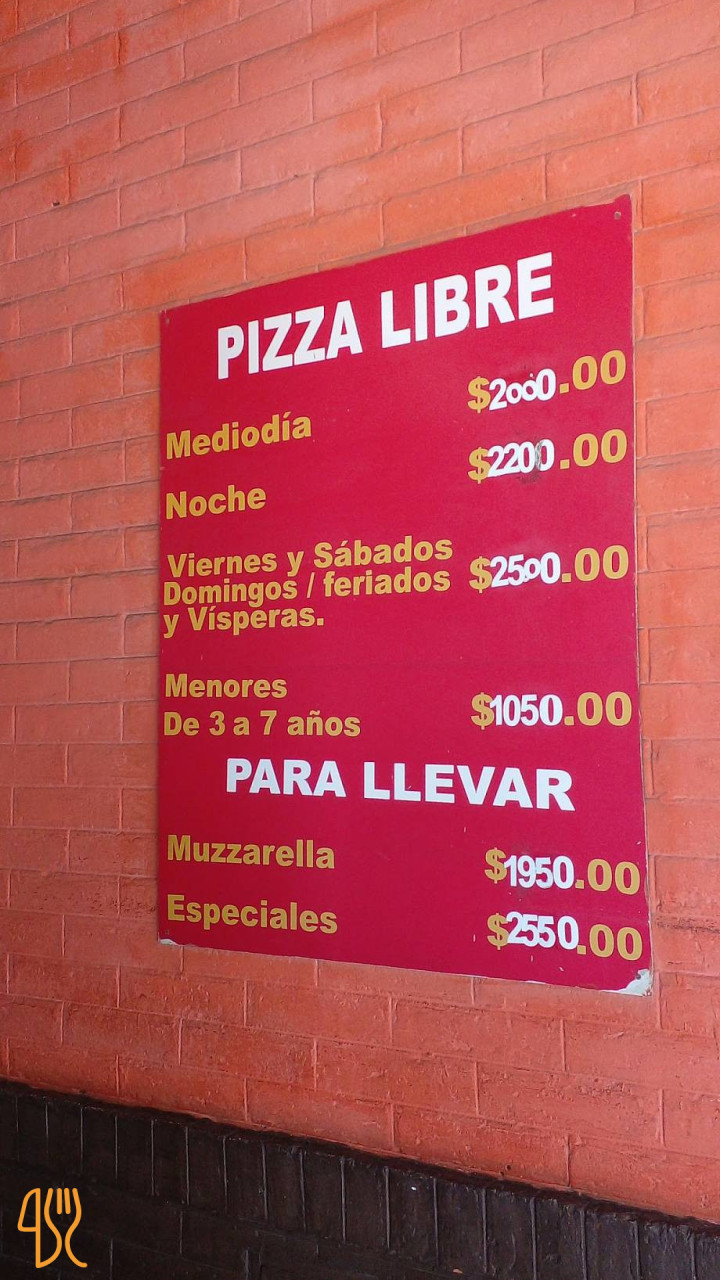 PIZZA LIBRE
Mediodía $2000.00
Noche $2200.00
Viernes y Sábados
Domingos / feriados $2500.00
y Vísperas.
Menores
De 3 a 7 años $1050.00
PARA LLEVAR
Muzzarella $1950.00
Especiales $2550.00